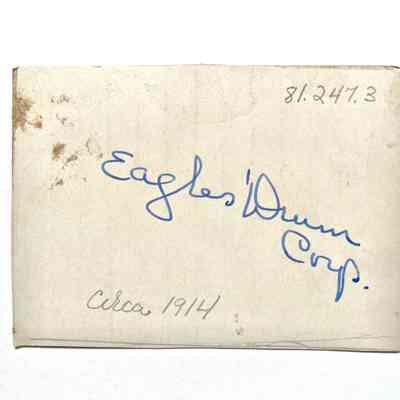 81.247.3
Eagles' Drum
Corp.
Circa 1914